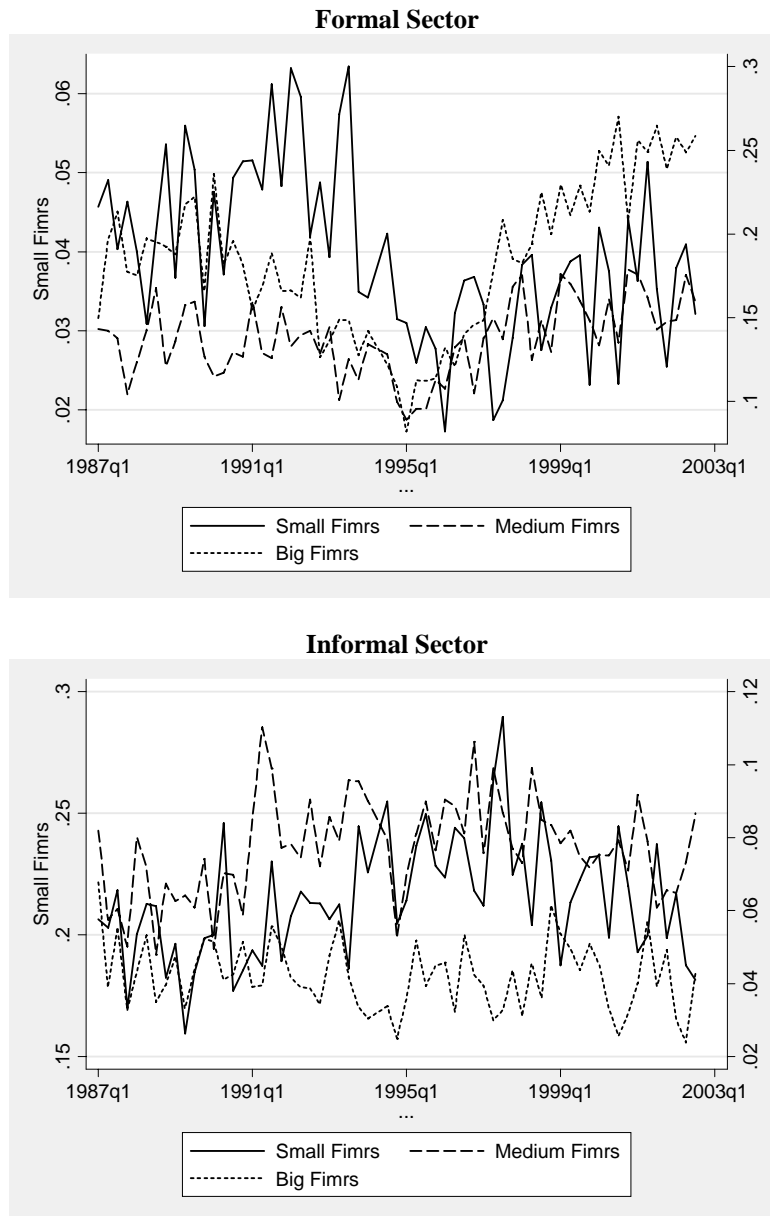 Formal Sector
Small Fimrs
.06
.05
.04
.03
.02
.3
.25
.2
.15
.1
1987q1 1991q1 1995q1 1999q1 2003q1
...
Small Fimrs Medium Fimrs
Big Fimrs
Informal Sector
Small Fimrs
.3
.25
.2
.15
.12
.1
.08
.06
.04
.02
1987q1 1991q1 1995q1 1999q1 2003q1
...
Small Fimrs Medium Fimrs
Big Fimrs